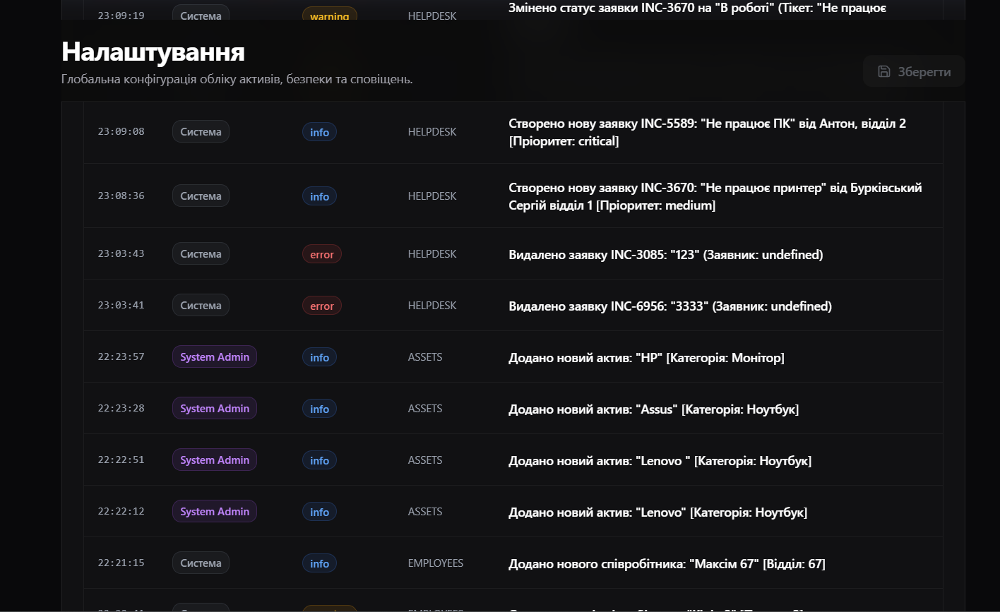 23:09:19 Система warning HELPDESK Змінено статус заявки INC-3670 на "В роботі" (Тікет: "Не працює
Налаштування
Глобальна конфігурація обліку активів, безпеки та сповіщень.
Зберегти
23:09:08 Система info HELPDESK Створено нову заявку INC-5589: "Не працює ПК" від Антон, відділ 2
[Пріоритет: critical]
23:08:36 Система info HELPDESK Створено нову заявку INC-3670: "Не працює принтер" від Бурківський
Сергій відділ 1 [Пріоритет: medium]
23:03:43 Система error HELPDESK Видалено заявку INC-3085: "123" (Заявник: undefined)
23:03:41 Система error HELPDESK Видалено заявку INC-6956: "3333" (Заявник: undefined)
22:23:57 System Admin info ASSETS Додано новий актив: "HP" [Категорія: Монітор]
22:23:28 System Admin info ASSETS Додано новий актив: "Assus" [Категорія: Ноутбук]
22:22:51 System Admin info ASSETS Додано новий актив: "Lenovo " [Категорія: Ноутбук]
22:22:12 System Admin info ASSETS Додано новий актив: "Lenovo" [Категорія: Ноутбук]
22:21:15 Система info EMPLOYEES Додано нового співробітника: "Максім 67" [Відділ: 67]